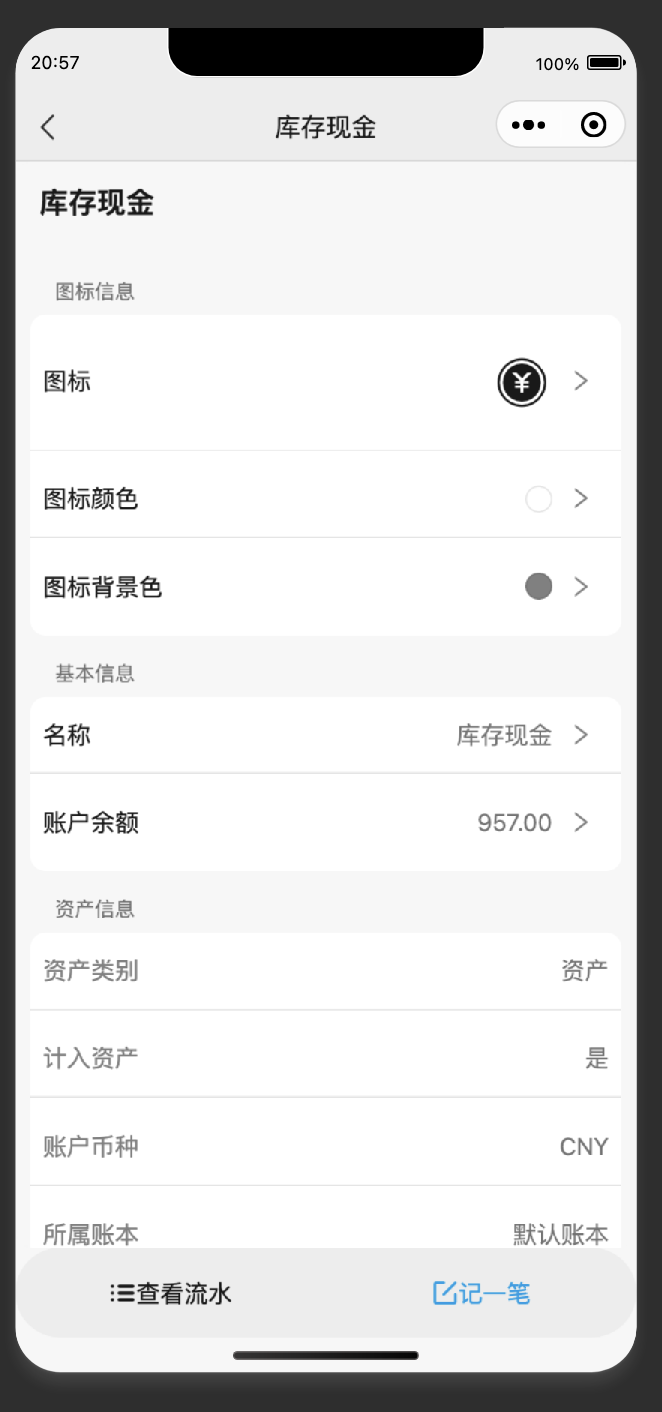 20:57 100%
库存现金
库存现金
图标信息
图标
图标颜色
图标背景色
基本信息
名称 库存现金
账户余额 957.00
资产信息
资产类别 资产
计入资产 是
账户币种 CNY
所属账本 默认账本
查看流水 记一笔